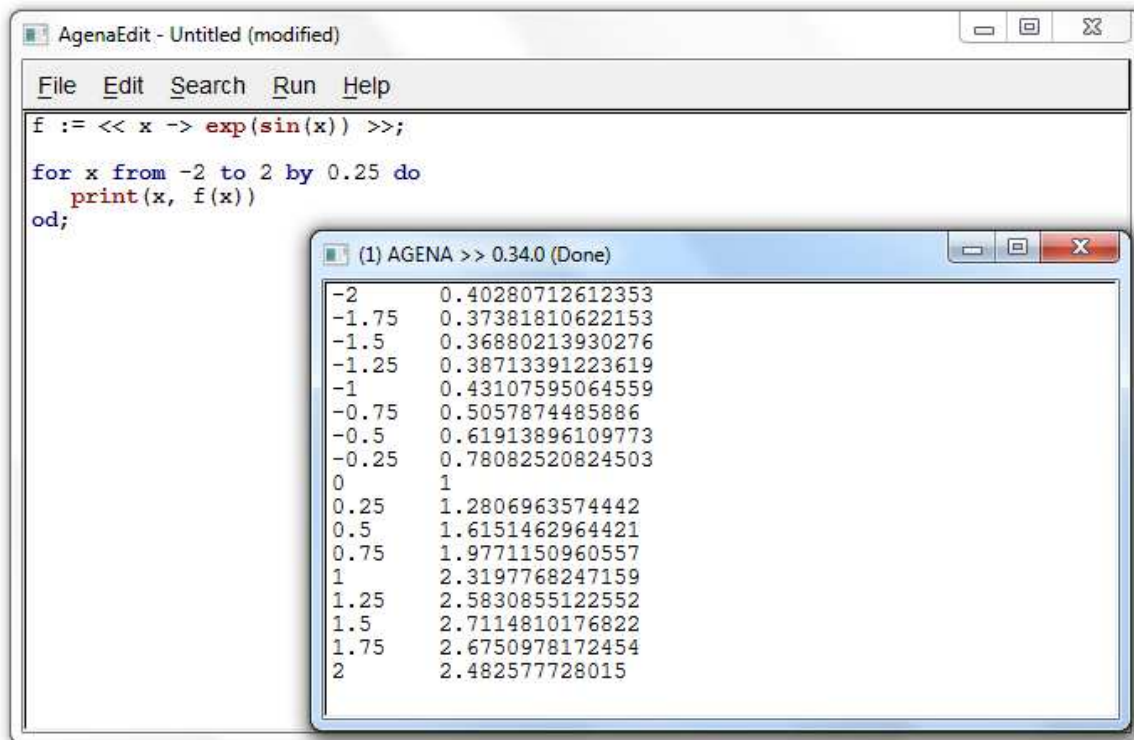 AgenaEdit - Untitled (modified)
File Edit Search Run Help
f := << x -> exp(sin(x)) >>;
for x from -2 to 2 by 0.25 do
print(x, f(x))
od;
(1) AGENA >> 0.34.0 (Done)
-2 0.40280712612353
-1.75 0.37381810622153
-1.5 0.36880213930276
-1.25 0.38713391223619
-1 0.43107595064559
-0.75 0.5057874485886
-0.5 0.61913896109773
-0.25 0.78082520824503
0 1
0.25 1.2806963574442
0.5 1.6151462964421
0.75 1.9771150960557
1 2.3197768247159
1.25 2.5830855122552
1.5 2.7114810176822
1.75 2.6750978172454
2 2.482577728015